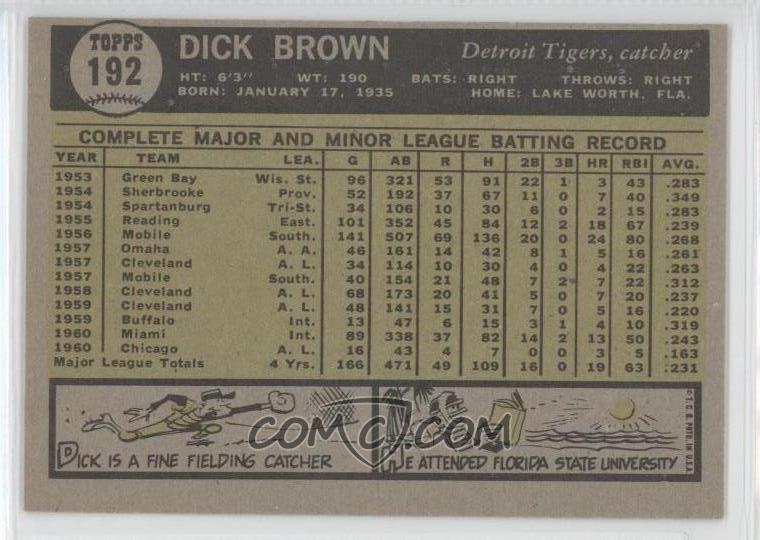 TOPPS
192
DICK BROWN
Detroit Tigers, catcher
HT: 6'3" WT: 190 BATS: RIGHT THROWS: RIGHT
BORN: JANUARY 17, 1935 HOME: LAKE WORTH, FLA.
COMPLETE MAJOR AND MINOR LEAGUE BATTING RECORD
YEAR TEAM LEA. G AB R H 2B 3B HR RBI AVG.
1953 Green Bay Wis. St. 96 321 53 91 22 1 3 43 .283
1954 Sherbrooke Prov. 52 192 37 67 11 0 7 40 .349
1954 Spartanburg Tri-St. 34 106 10 30 6 0 2 15 .283
1955 Reading East. 101 352 45 84 12 2 18 67 .239
1956 Mobile South. 141 507 69 136 20 0 24 80 .268
1957 Omaha A. A. 46 161 14 42 8 1 5 16 .261
1957 Cleveland A. L. 34 114 10 30 4 0 4 22 .263
1957 Mobile South. 40 154 21 48 7 2 7 22 .312
1958 Cleveland A. L. 68 173 20 41 5 0 7 20 .237
1959 Cleveland A. L. 48 141 15 31 7 0 5 16 .220
1959 Buffalo Int. 13 47 6 15 3 1 4 10 .319
1960 Miami Int. 89 338 37 82 14 2 13 50 .243
1960 Chicago A. L. 16 43 4 7 0 0 3 5 .163
Major League Totals 4 Yrs. 166 471 49 109 16 0 19 63 .231
COMC.COM
DICK IS A FINE FIELDING CATCHER
HE ATTENDED FLORIDA STATE UNIVERSITY
© T. C. G. PRTD. IN U.S.A.